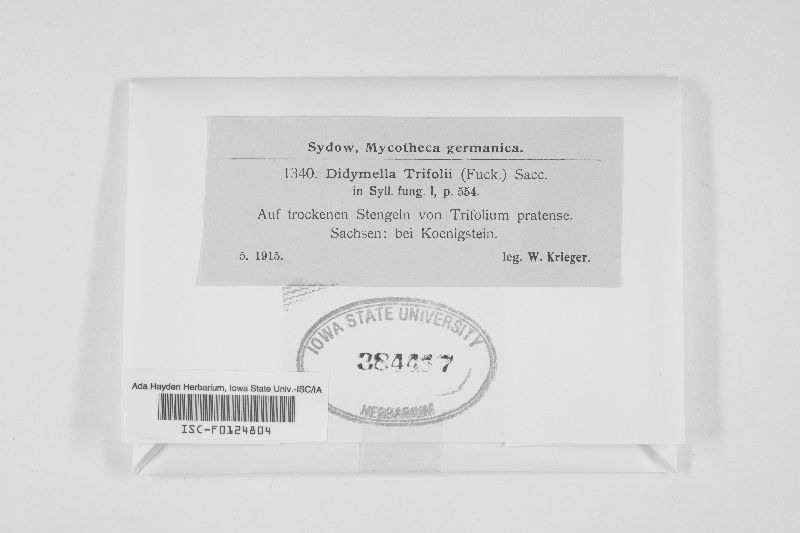 Sydow, Mycotheca germanica.
1340. Didymella Trifolii (Fuck.) Sacc.
in Syll. fung. I, p. 554.
Auf trockenen Stengeln von Trifolium pratense.
Sachsen: bei Koenigstein.
5. 1915. leg. W. Krieger.
IOWA STATE UNIVERSITY
384467
HERBARIUM
Ada Hayden Herbarium, Iowa State Univ.-ISC/IA
ISC-F0124804